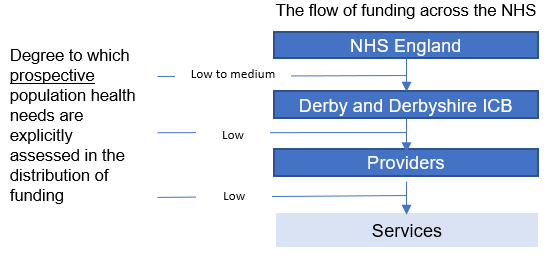 The flow of funding across the NHS
NHS England
Degree to which
prospective
population health
needs are
explicitly
assessed in the
distribution of
funding
Low to medium
Derby and Derbyshire ICB
Low
Providers
Low
Services